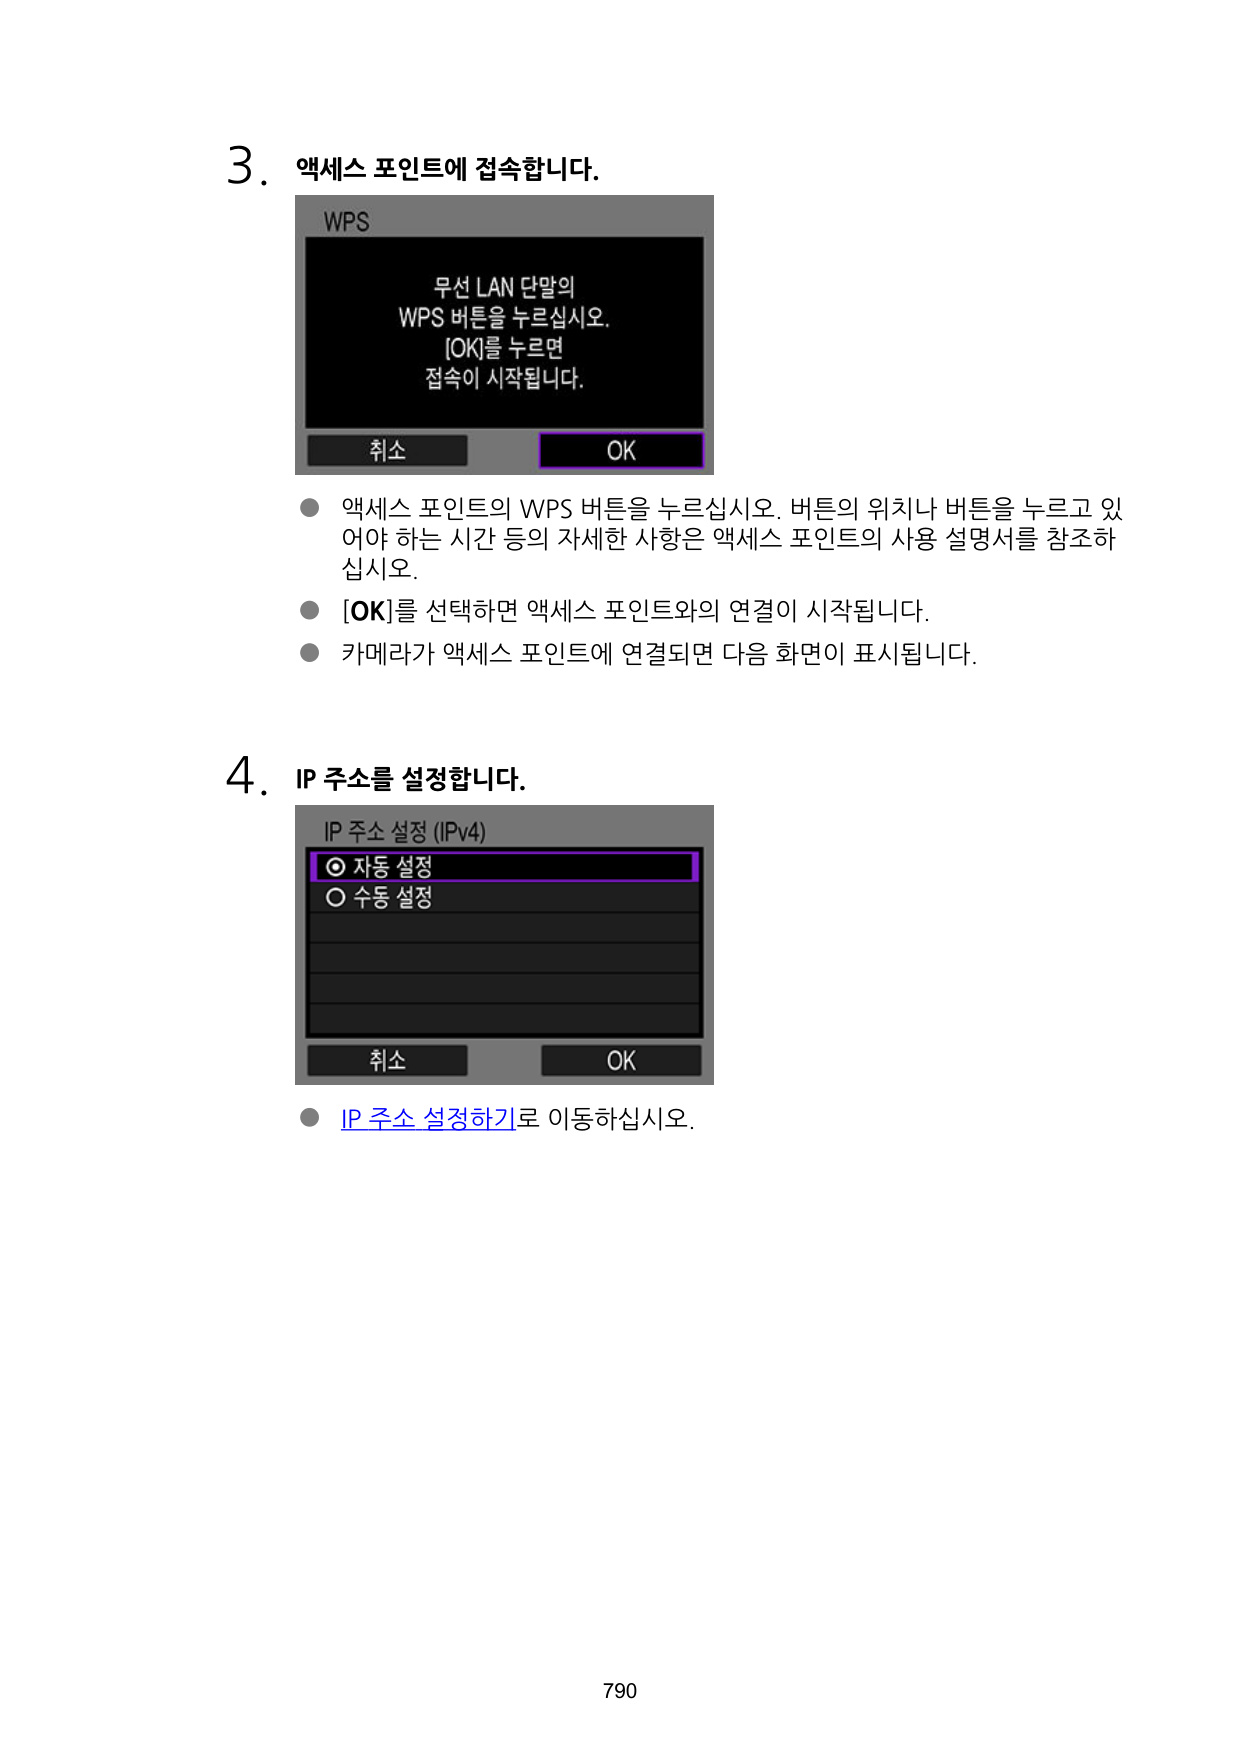 3. 액세스 포인트에 접속합니다.
WPS
무선 LAN 단말의
WPS 버튼을 누르십시오.
[OK]를 누르면
접속이 시작됩니다.
취소 OK
● 액세스 포인트의 WPS 버튼을 누르십시오. 버튼의 위치나 버튼을 누르고 있
어야 하는 시간 등의 자세한 사항은 액세스 포인트의 사용 설명서를 참조하
십시오.
● [OK]를 선택하면 액세스 포인트와의 연결이 시작됩니다.
● 카메라가 액세스 포인트에 연결되면 다음 화면이 표시됩니다.
4. IP 주소를 설정합니다.
IP 주소 설정 (IPv4)
자동 설정
수동 설정
취소 OK
● IP 주소 설정하기로 이동하십시오.
790